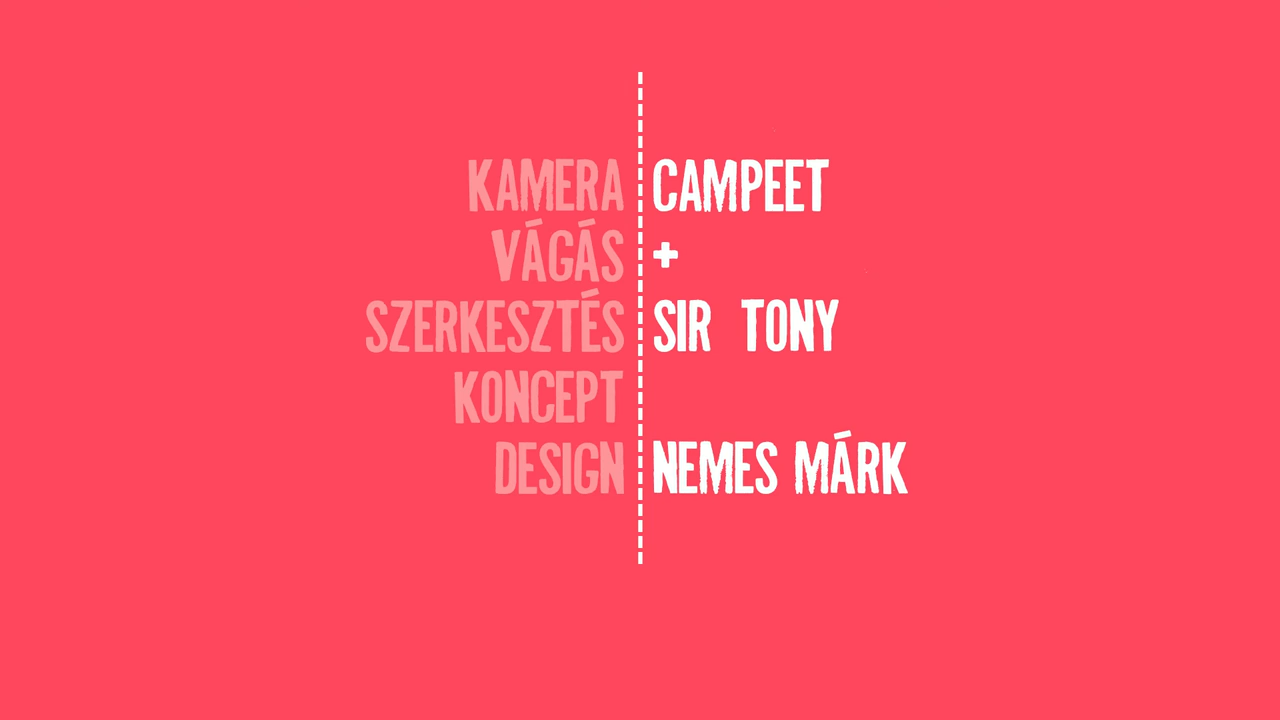 KAMERA CAMPEET
VÁGÁS +
SZERKESZTÉS SIR TONY
KONCEPT
DESIGN NEMES MÁRK